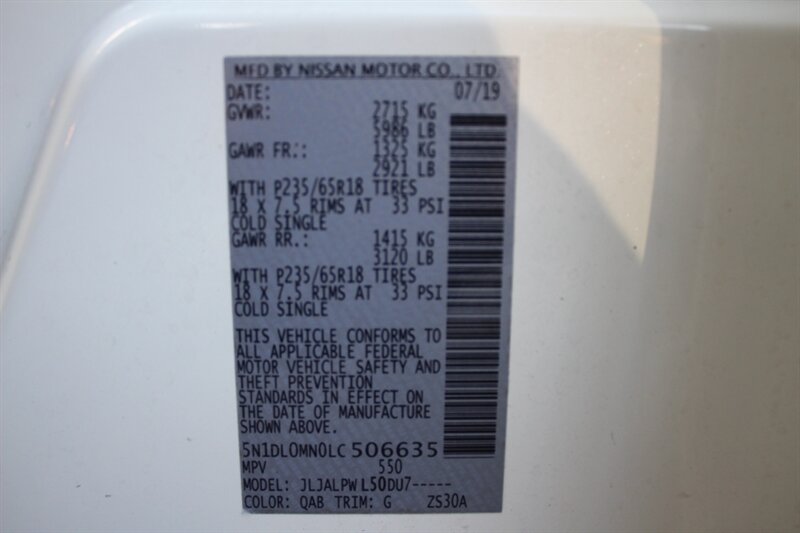 MFD BY NISSAN MOTOR CO., LTD.
DATE: 07/19
GVWR: 2715 KG
5986 LB
GAWR FR.: 1325 KG
2921 LB
WITH P235/65R18 TIRES
18 X 7.5 RIMS AT 33 PSI
COLD SINGLE
GAWR RR.: 1415 KG
3120 LB
WITH P235/65R18 TIRES
18 X 7.5 RIMS AT 33 PSI
COLD SINGLE
THIS VEHICLE CONFORMS TO
ALL APPLICABLE FEDERAL
MOTOR VEHICLE SAFETY AND
THEFT PREVENTION
STANDARDS IN EFFECT ON
THE DATE OF MANUFACTURE
SHOWN ABOVE.
5N1DL0MN0LC506635
MPV 550
MODEL: JLJALPWL50DU7-----
COLOR: QAB TRIM: G ZS30A